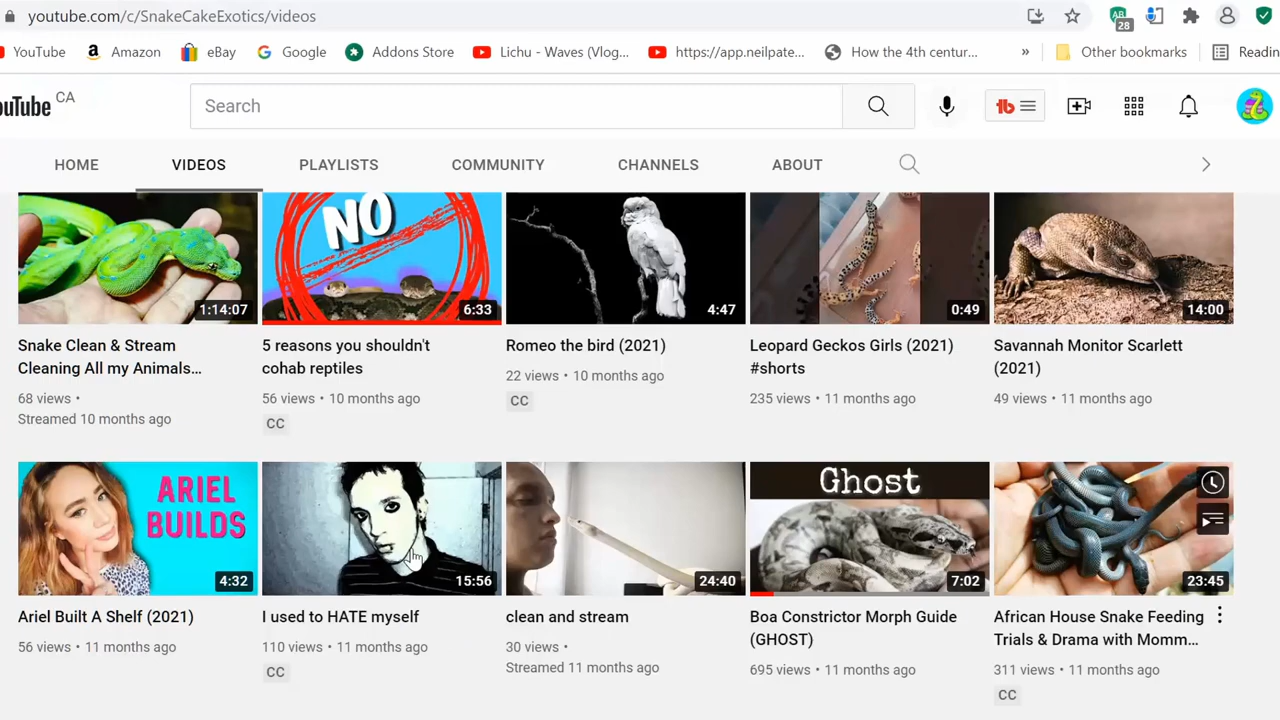 youtube.com/c/SnakeCakeExotics/videos
AB
28
YouTube
a Amazon
eBay
G Google
Addons Store
Lichu - Waves (Vlog...
https://app.neilpate...
How the 4th centur...
»
Other bookmarks
Readin
ouTube CA
Search
tb
HOME
VIDEOS
PLAYLISTS
COMMUNITY
CHANNELS
ABOUT
NO
1:14:07
6:33
4:47
0:49
14:00
Snake Clean & Stream
Cleaning All my Animals...
68 views •
Streamed 10 months ago
5 reasons you shouldn't
cohab reptiles
56 views • 10 months ago
CC
Romeo the bird (2021)
22 views • 10 months ago
CC
Leopard Geckos Girls (2021)
#shorts
235 views • 11 months ago
Savannah Monitor Scarlett
(2021)
49 views • 11 months ago
ARIEL
BUILDS
4:32
15:56
24:40
Ghost
7:02
23:45
Ariel Built A Shelf (2021)
56 views • 11 months ago
I used to HATE myself
110 views • 11 months ago
CC
clean and stream
30 views •
Streamed 11 months ago
Boa Constrictor Morph Guide
(GHOST)
695 views • 11 months ago
African House Snake Feeding
Trials & Drama with Momm...
311 views • 11 months ago
CC